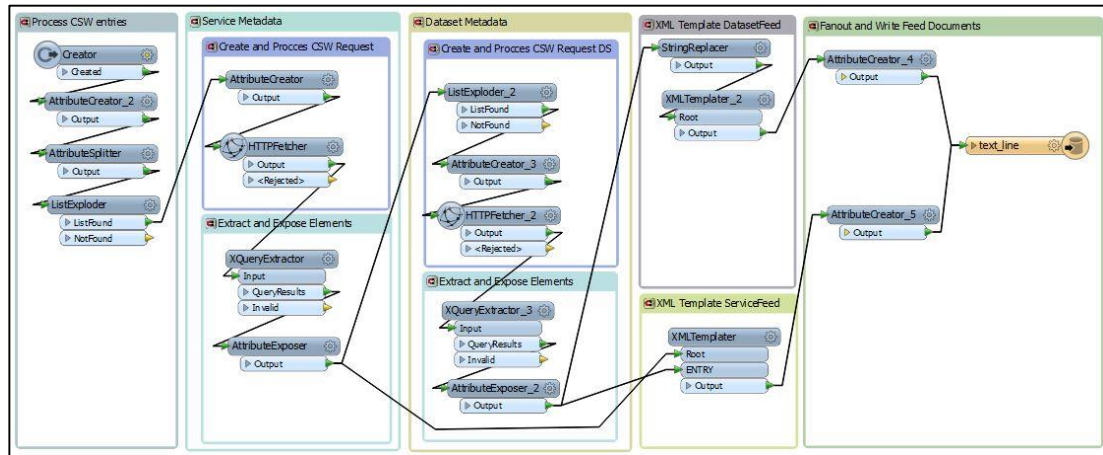 Process CSW entries
Creator
Created
AttributeCreator_2
Output
AttributeSplitter
Output
ListExploder
ListFound
NotFound
Service Metadata
Create and Procces CSW Request
AttributeCreator
Output
HTTPFetcher
Output
<Rejected>
Extract and Expose Elements
XQueryExtractor
Input
QueryResults
Invalid
AttributeExposer
Output
Dataset Metadata
Create and Procces CSW Request DS
ListExploder_2
ListFound
NotFound
AttributeCreator_3
Output
HTTPFetcher_2
Output
<Rejected>
Extract and Expose Elements
XQueryExtractor_3
Input
QueryResults
Invalid
AttributeExposer_2
Output
XML Template DatasetFeed
StringReplacer
Output
XMLTemplater_2
Root
Output
XML Template ServiceFeed
XMLTemplater
Root
ENTRY
Output
Fanout and Write Feed Documents
AttributeCreator_4
Output
text_line
AttributeCreator_5
Output